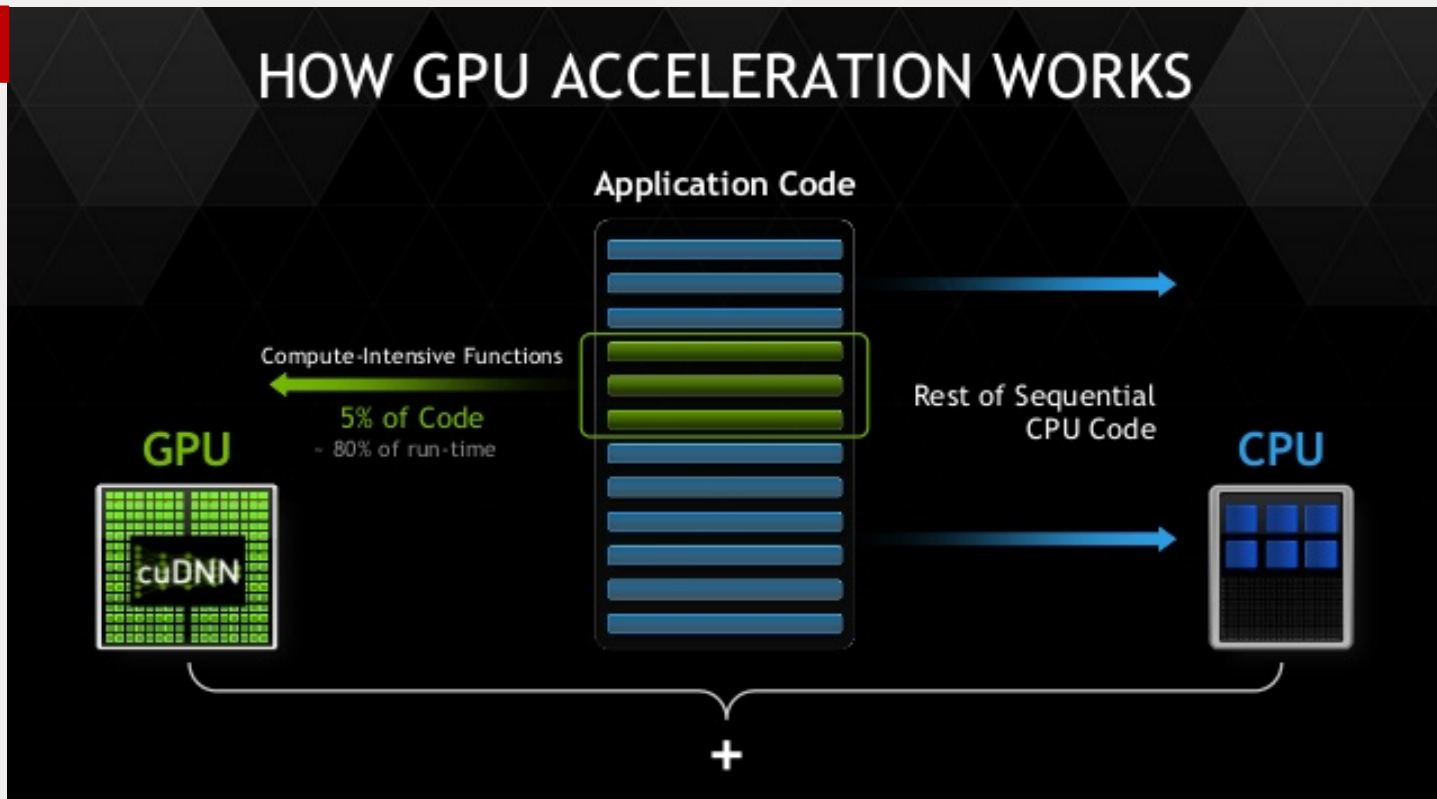 HOW GPU ACCELERATION WORKS
Application Code
Compute-Intensive Functions
5% of Code
~ 80% of run-time
Rest of Sequential
CPU Code
GPU
cuDNN
CPU
+